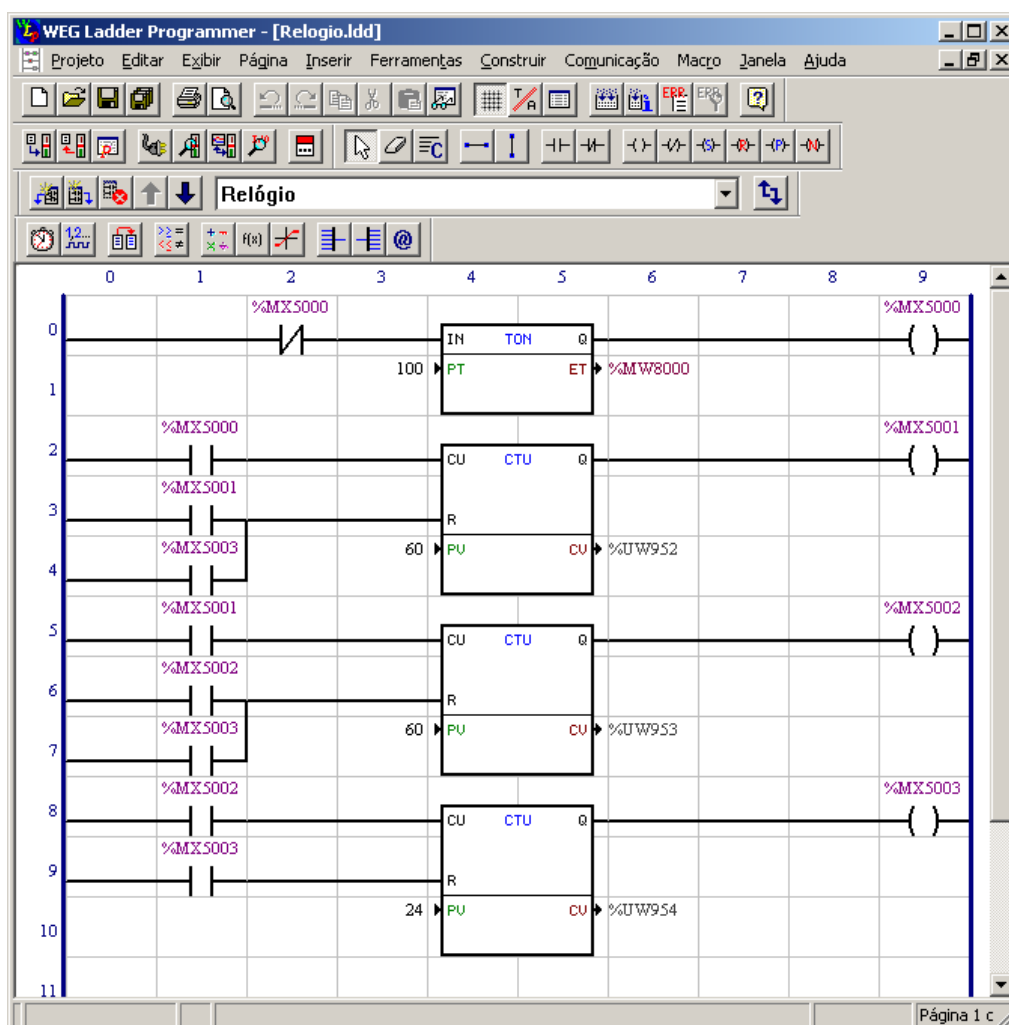 WEG Ladder Programmer - [Relogio.ldd]
Projeto Editar Exibir Página Inserir Ferramentas Construir Comunicação Macro Janela Ajuda
T/A ERR ERR ?
C ( ) (/) (S) (R) (P) (N)
Relógio
1,2... f(x) @
0 1 2 3 4 5 6 7 8 9
%MX5000 %MX5000
0 IN TON Q
100 PT ET %MW8000
1
%MX5000 %MX5001
2 CU CTU Q
%MX5001
3 R
%MX5003 60 PV CV %UW952
4
%MX5001 %MX5002
5 CU CTU Q
%MX5002
6 R
%MX5003 60 PV CV %UW953
7
%MX5002 %MX5003
8 CU CTU Q
%MX5003
9 R
24 PV CV %UW954
10
11
Página 1 c